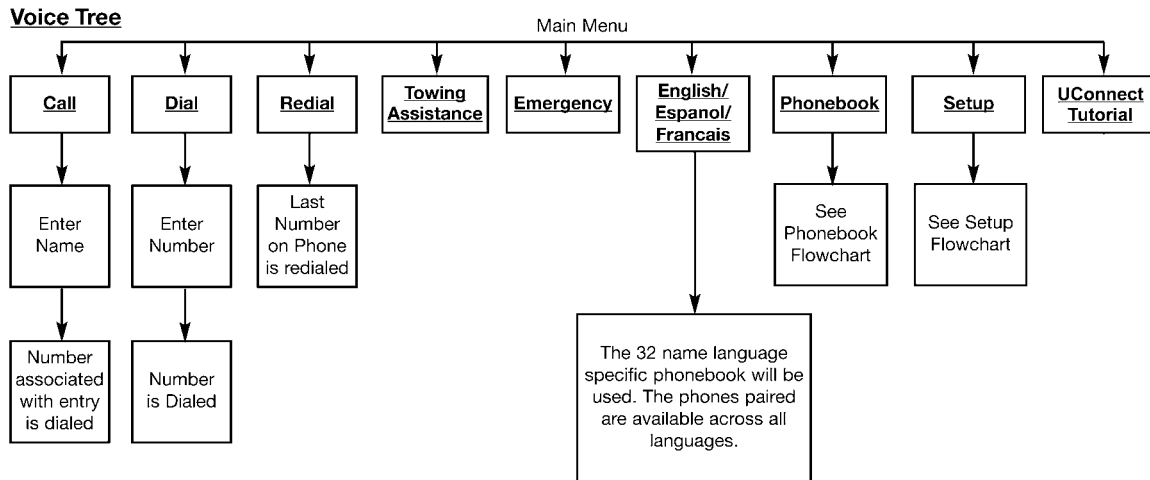 Voice Tree
Main Menu
Call
Dial
Redial
Towing
Assistance
Emergency
English/
Espanol/
Francais
Phonebook
Setup
UConnect
Tutorial
Enter
Name
Enter
Number
Last
Number
on Phone
is redialed
See
Phonebook
Flowchart
See Setup
Flowchart
Number
associated
with entry
is dialed
Number
is Dialed
The 32 name language
specific phonebook will be
used. The phones paired
are available across all
languages.